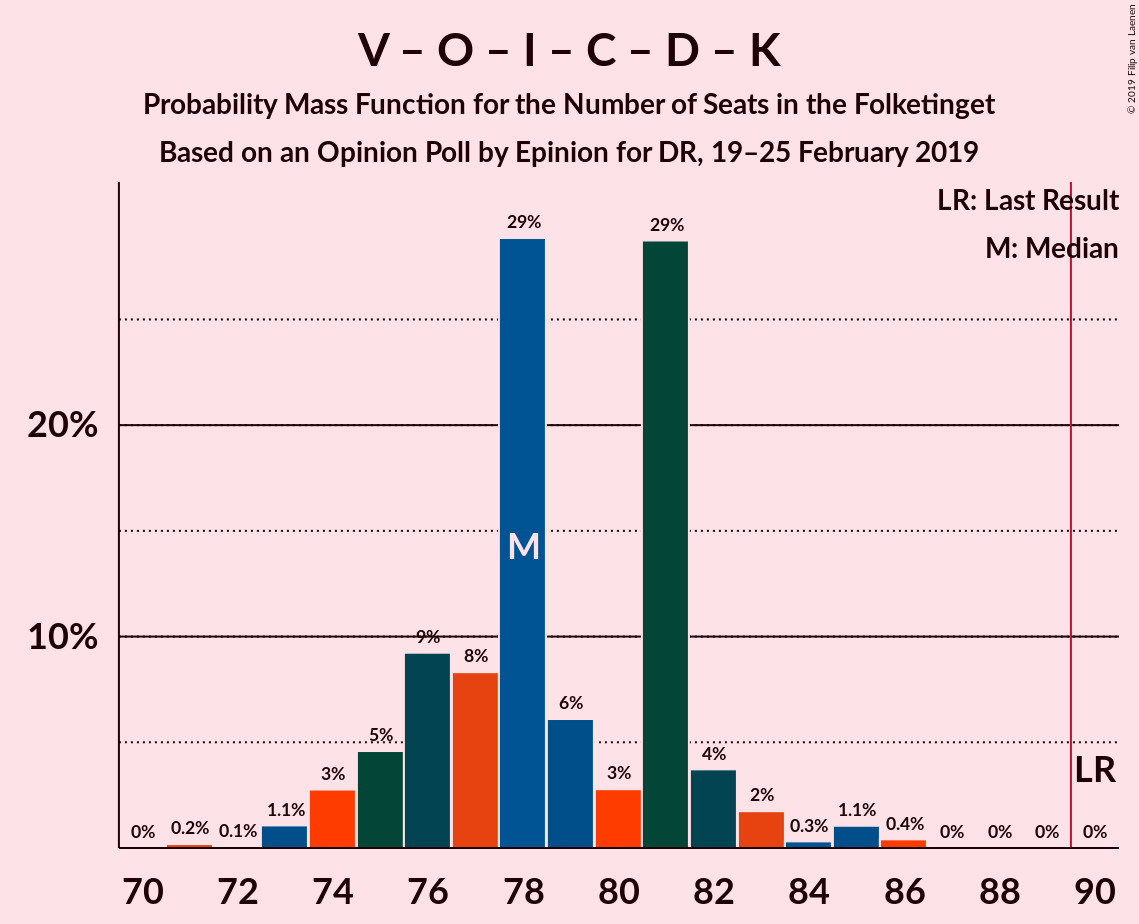 V – O – I – C – D – K
Probability Mass Function for the Number of Seats in the Folketinget
Based on an Opinion Poll by Epinion for DR, 19–25 February 2019
© 2019 Filip van Laenen
LR: Last Result
M: Median
29%
29%
20%
M
10%
9%
8%
6%
5%
4%
3%
3%
2%
1.1%
1.1%
0%
0.2%
0.1%
0.3%
0.4%
0%
0%
0%
0%
LR
70 72 74 76 78 80 82 84 86 88 90